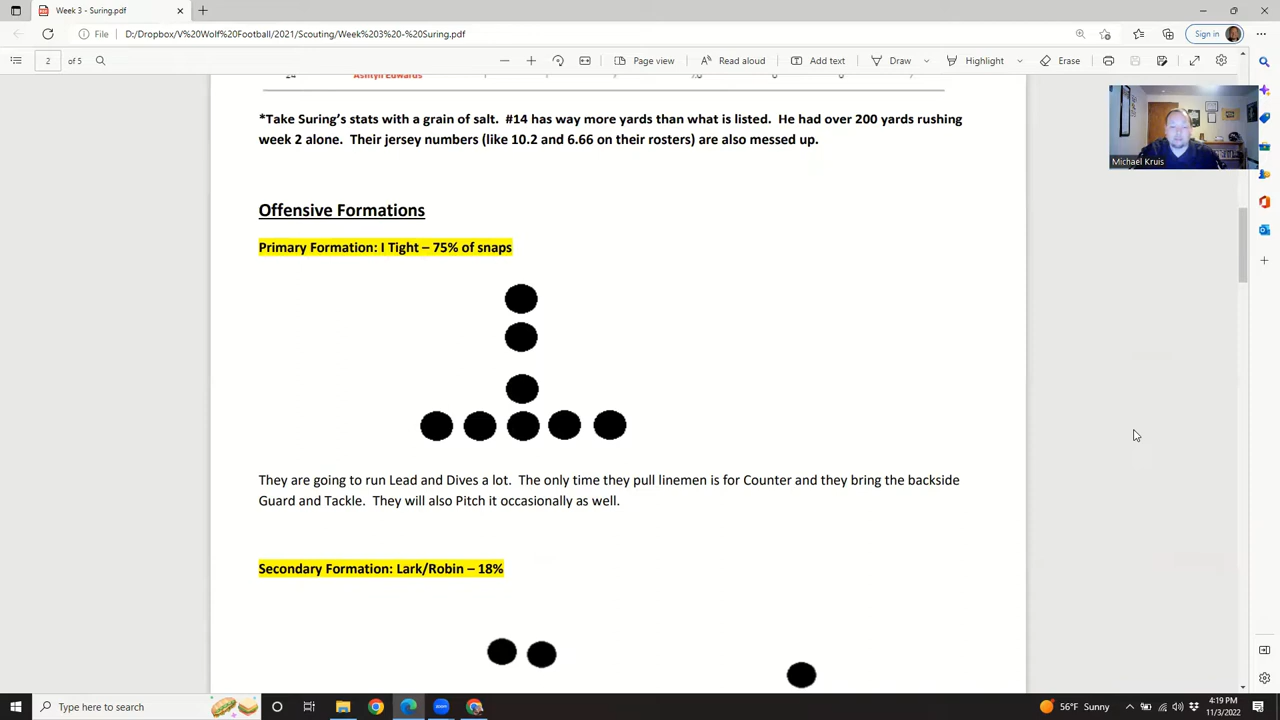 Week 3 - Suring.pdf
File D:/Dropbox/V%20Wolf%20Football/2021/Scouting/Week%203%20-%20Suring.pdf
Sign in
2 of 5 Page view Read aloud Add text Draw Highlight Erase
24 Ashtyn Edwards
*Take Suring's stats with a grain of salt. #14 has way more yards than what is listed. He had over 200 yards rushing
week 2 alone. Their jersey numbers (like 10.2 and 6.66 on their rosters) are also messed up.
Michael Kruis
Offensive Formations
Primary Formation: I Tight – 75% of snaps
They are going to run Lead and Dives a lot. The only time they pull linemen is for Counter and they bring the backside
Guard and Tackle. They will also Pitch it occasionally as well.
Secondary Formation: Lark/Robin – 18%
Type here to search
56°F Sunny
4:19 PM
11/3/2022